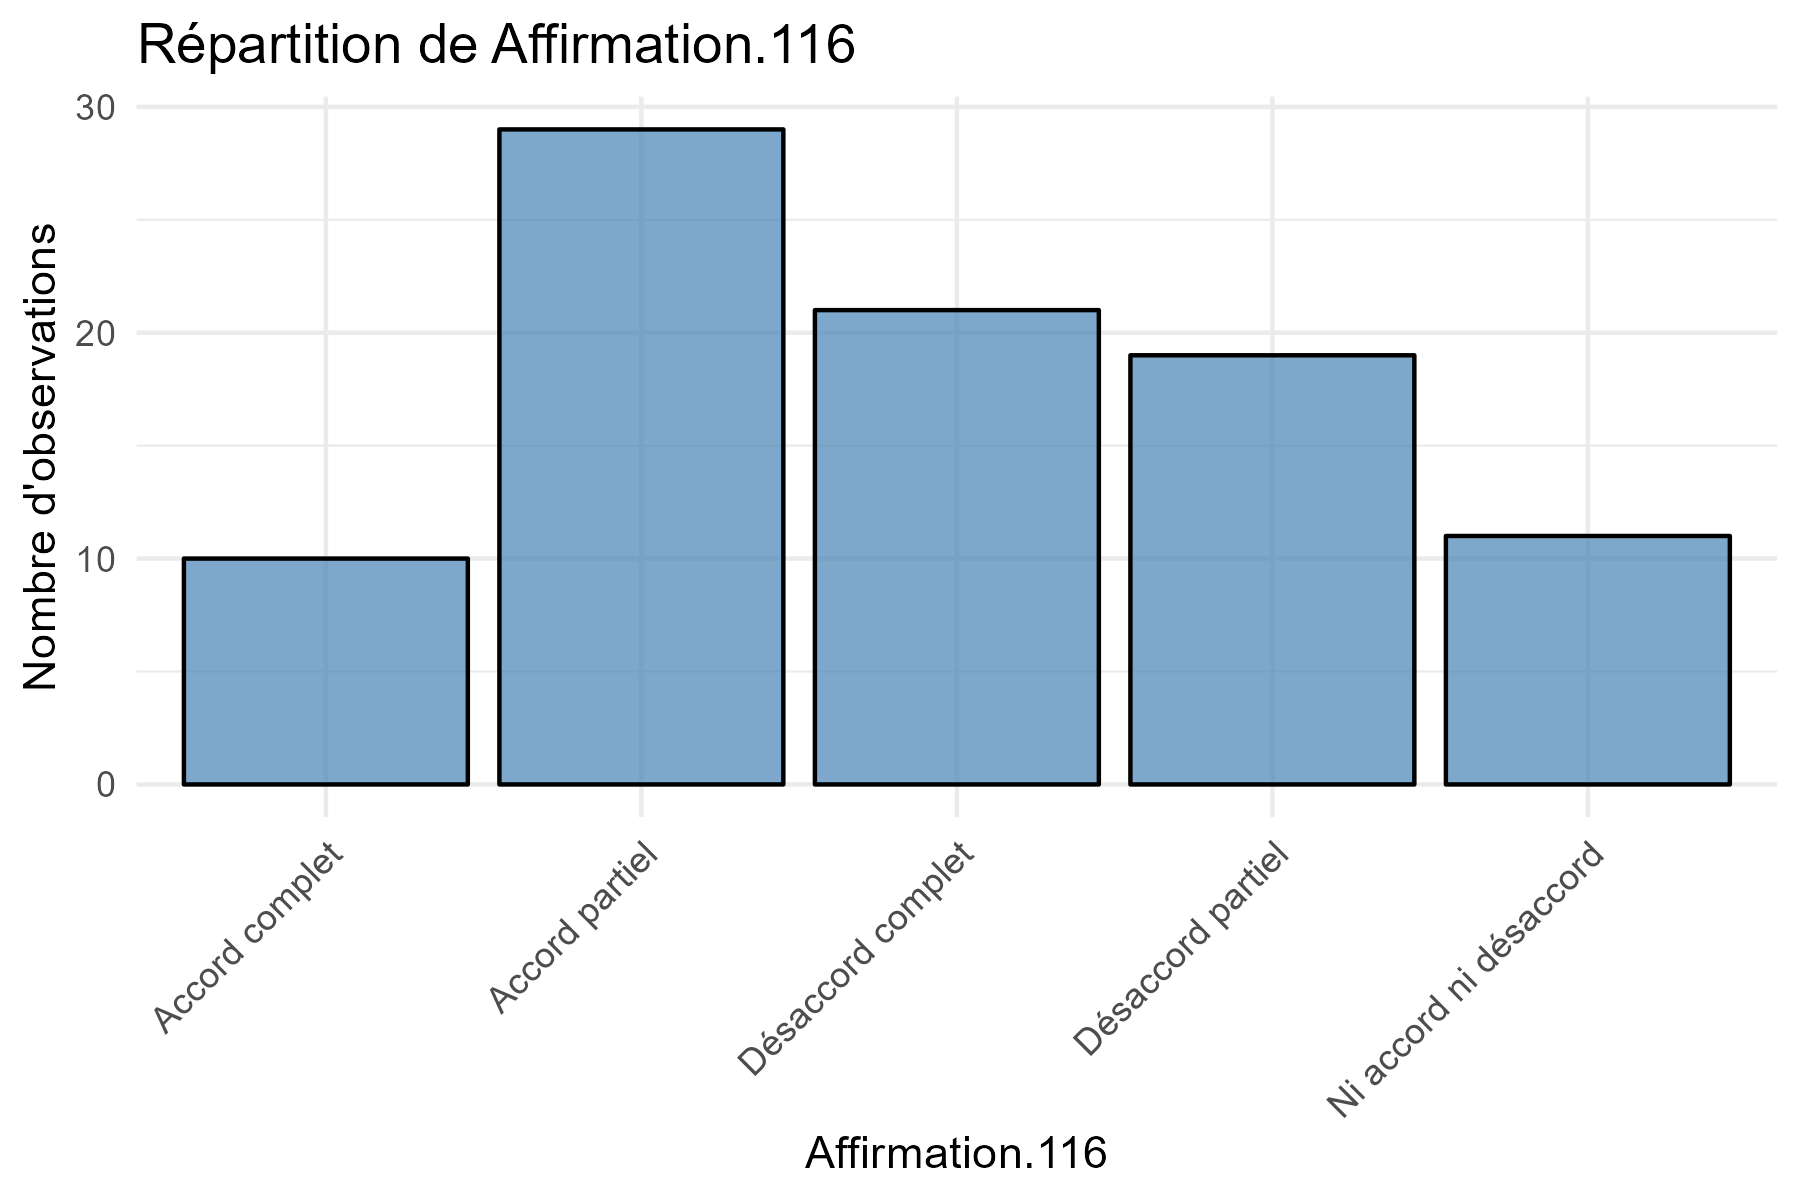 Répartition de Affirmation.116
Nombre d'observations
30
20
10
0
Accord complet
Accord partiel
Désaccord complet
Désaccord partiel
Ni accord ni désaccord
Affirmation.116